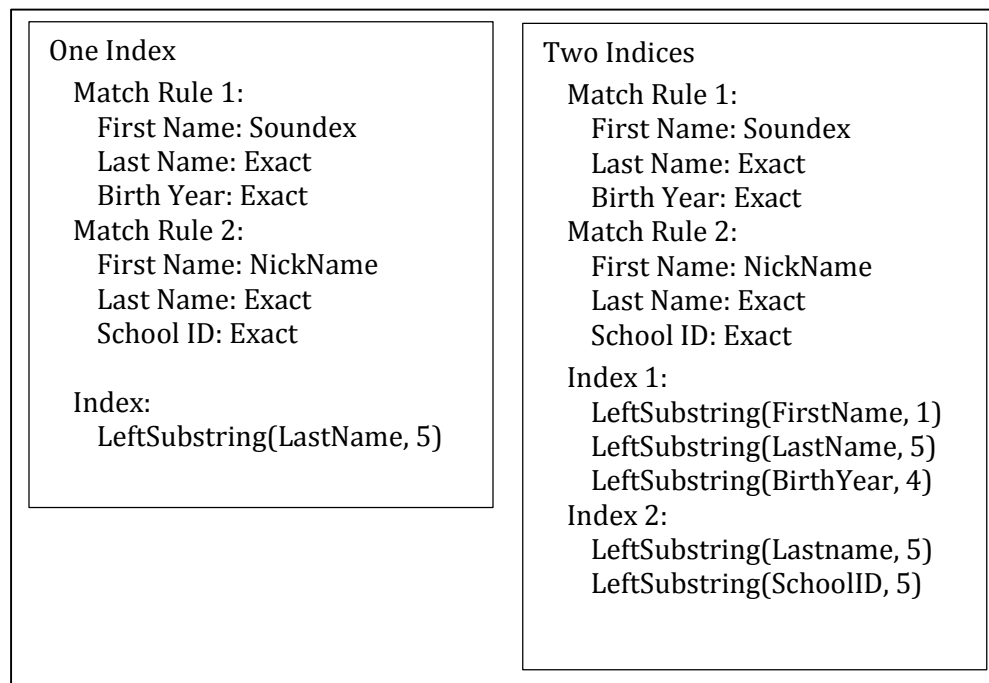 One Index
Match Rule 1:
First Name: Soundex
Last Name: Exact
Birth Year: Exact
Match Rule 2:
First Name: NickName
Last Name: Exact
School ID: Exact
Index:
LeftSubstring(LastName, 5)
Two Indices
Match Rule 1:
First Name: Soundex
Last Name: Exact
Birth Year: Exact
Match Rule 2:
First Name: NickName
Last Name: Exact
School ID: Exact
Index 1:
LeftSubstring(FirstName, 1)
LeftSubstring(LastName, 5)
LeftSubstring(BirthYear, 4)
Index 2:
LeftSubstring(Lastname, 5)
LeftSubstring(SchoolID, 5)